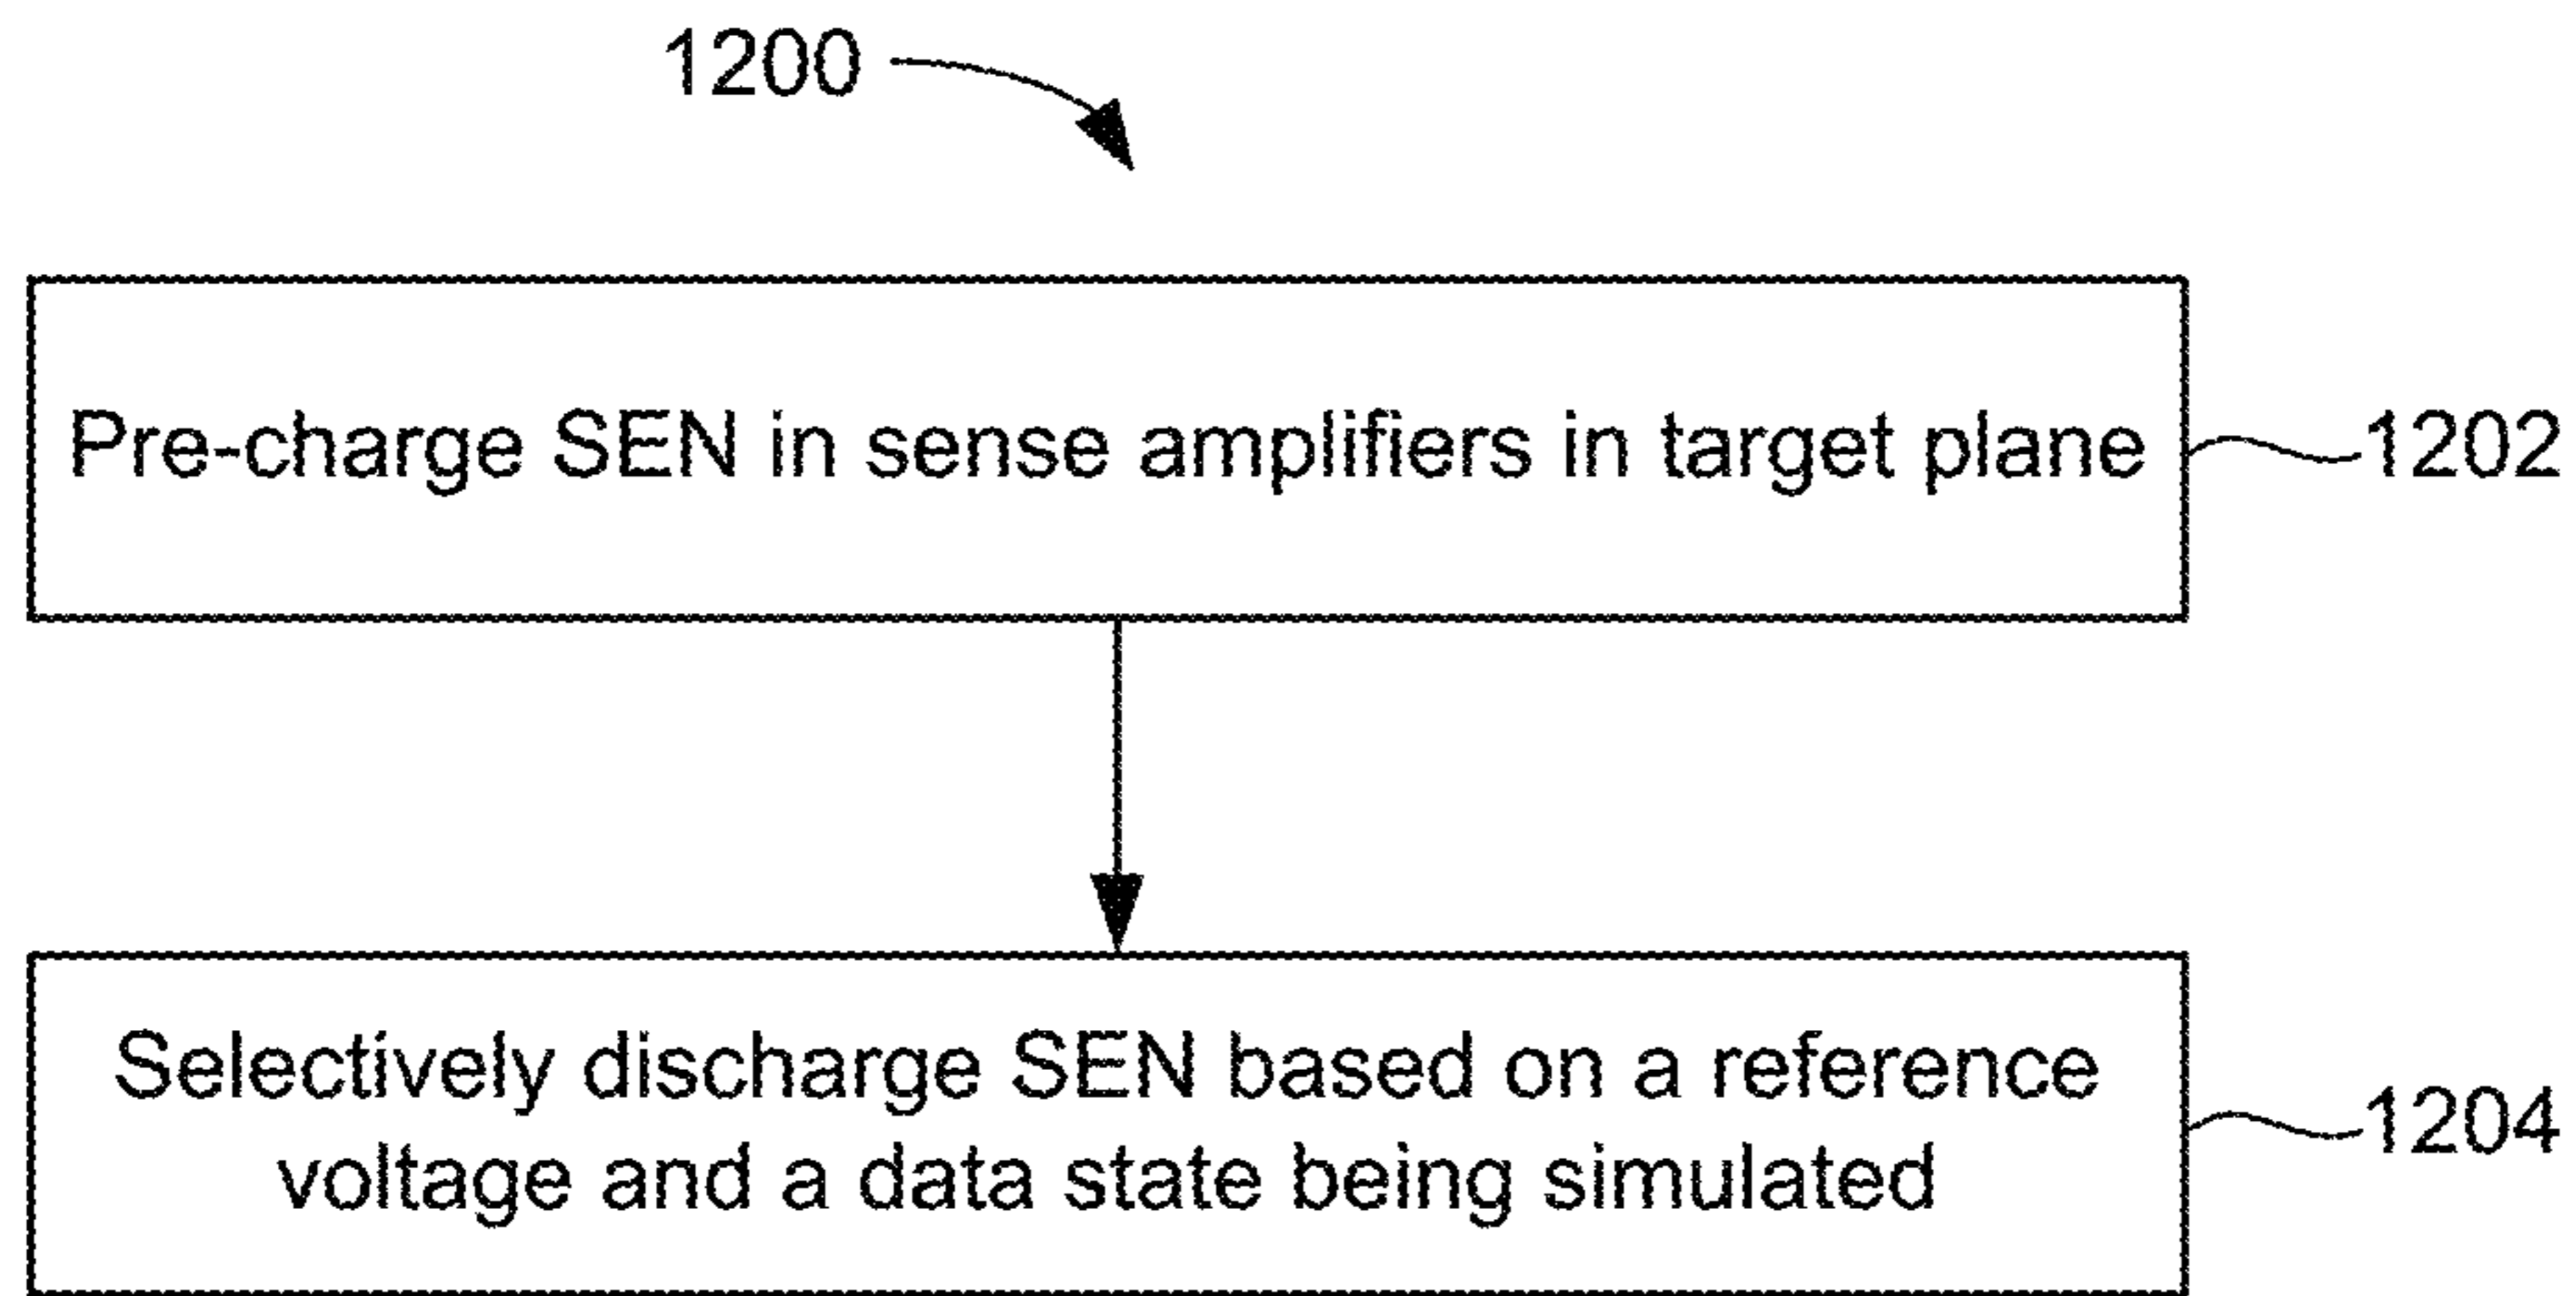 1200
Pre-charge SEN in sense amplifiers in target plane
1202
Selectively discharge SEN based on a reference
voltage and a data state being simulated
1204